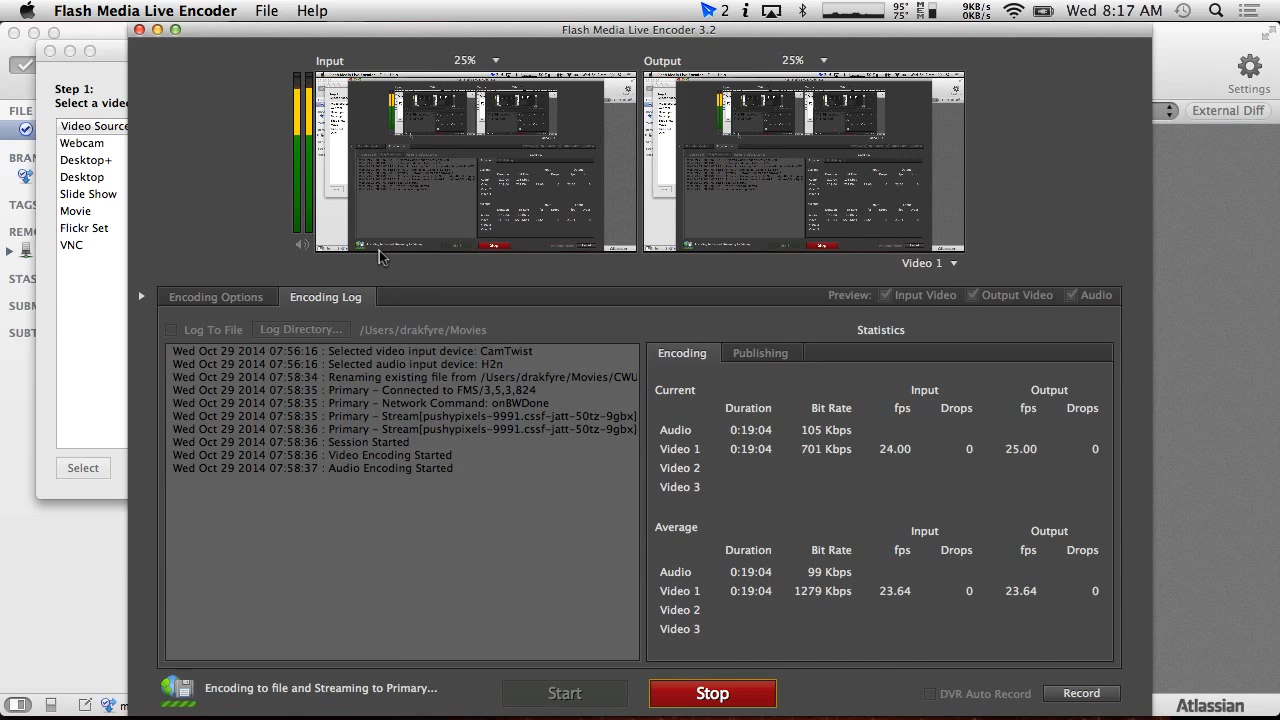 Flash Media Live Encoder File Help 2 95° 75° 9KB/s 0KB/s Wed 8:17 AM
Flash Media Live Encoder 3.2
Input 25% Output 25%
Step 1:
Select a vide
Settings
FILE
External Diff
Video Source
Webcam
BRAN
Desktop+
Desktop
Slide Show
TAGS
Movie
Flickr Set
REMO
VNC
Video 1
STAS
Encoding Options Encoding Log Preview: Input Video Output Video Audio
SUBM
Log To File Log Directory... /Users/drakfyre/Movies Statistics
SUBT
Encoding Publishing
Wed Oct 29 2014 07:56:16 : Selected video input device: CamTwist
Wed Oct 29 2014 07:56:16 : Selected audio input device: H2n
Wed Oct 29 2014 07:58:34 : Renaming existing file from /Users/drakfyre/Movies/CWU
Wed Oct 29 2014 07:58:35 : Primary - Connected to FMS/3,5,3,824
Wed Oct 29 2014 07:58:35 : Primary - Network Command: onBWDone
Wed Oct 29 2014 07:58:35 : Primary - Stream[pushypixels-9991.cssf-jatt-50tz-9gbx]
Wed Oct 29 2014 07:58:36 : Primary - Stream[pushypixels-9991.cssf-jatt-50tz-9gbx]
Wed Oct 29 2014 07:58:36 : Session Started
Wed Oct 29 2014 07:58:36 : Video Encoding Started
Wed Oct 29 2014 07:58:37 : Audio Encoding Started
Current Input Output
Duration Bit Rate fps Drops fps Drops
Audio 0:19:04 105 Kbps
Video 1 0:19:04 701 Kbps 24.00 0 25.00 0
Video 2
Video 3
Average Input Output
Duration Bit Rate fps Drops fps Drops
Audio 0:19:04 99 Kbps
Video 1 0:19:04 1279 Kbps 23.64 0 23.64 0
Video 2
Video 3
Select
Encoding to file and Streaming to Primary... Start Stop DVR Auto Record Record
m
Atlassian